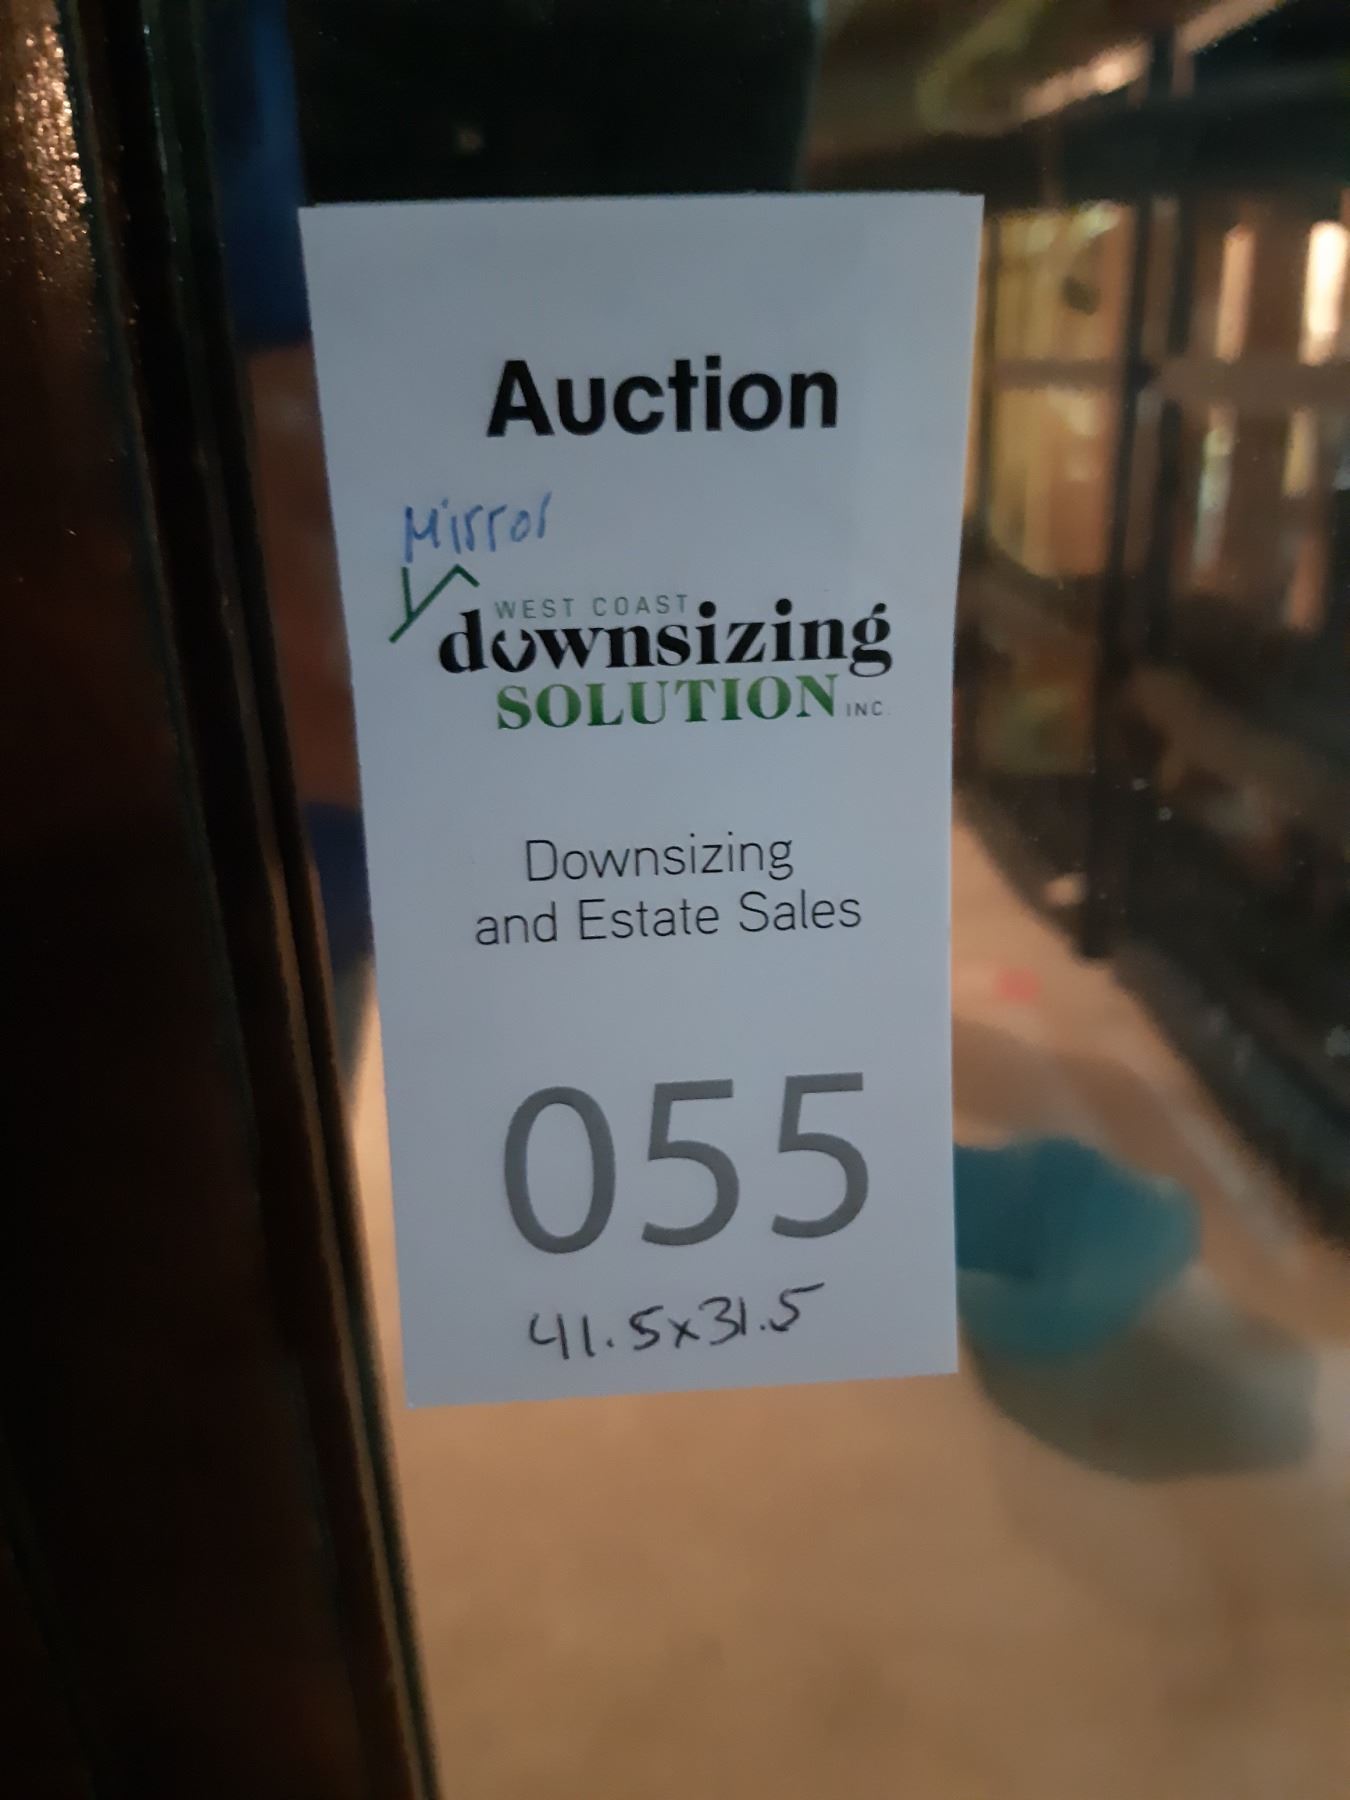 Auction
Mirror
WEST COAST
downsizing
SOLUTION INC.
Downsizing
and Estate Sales
055
41.5x31.5